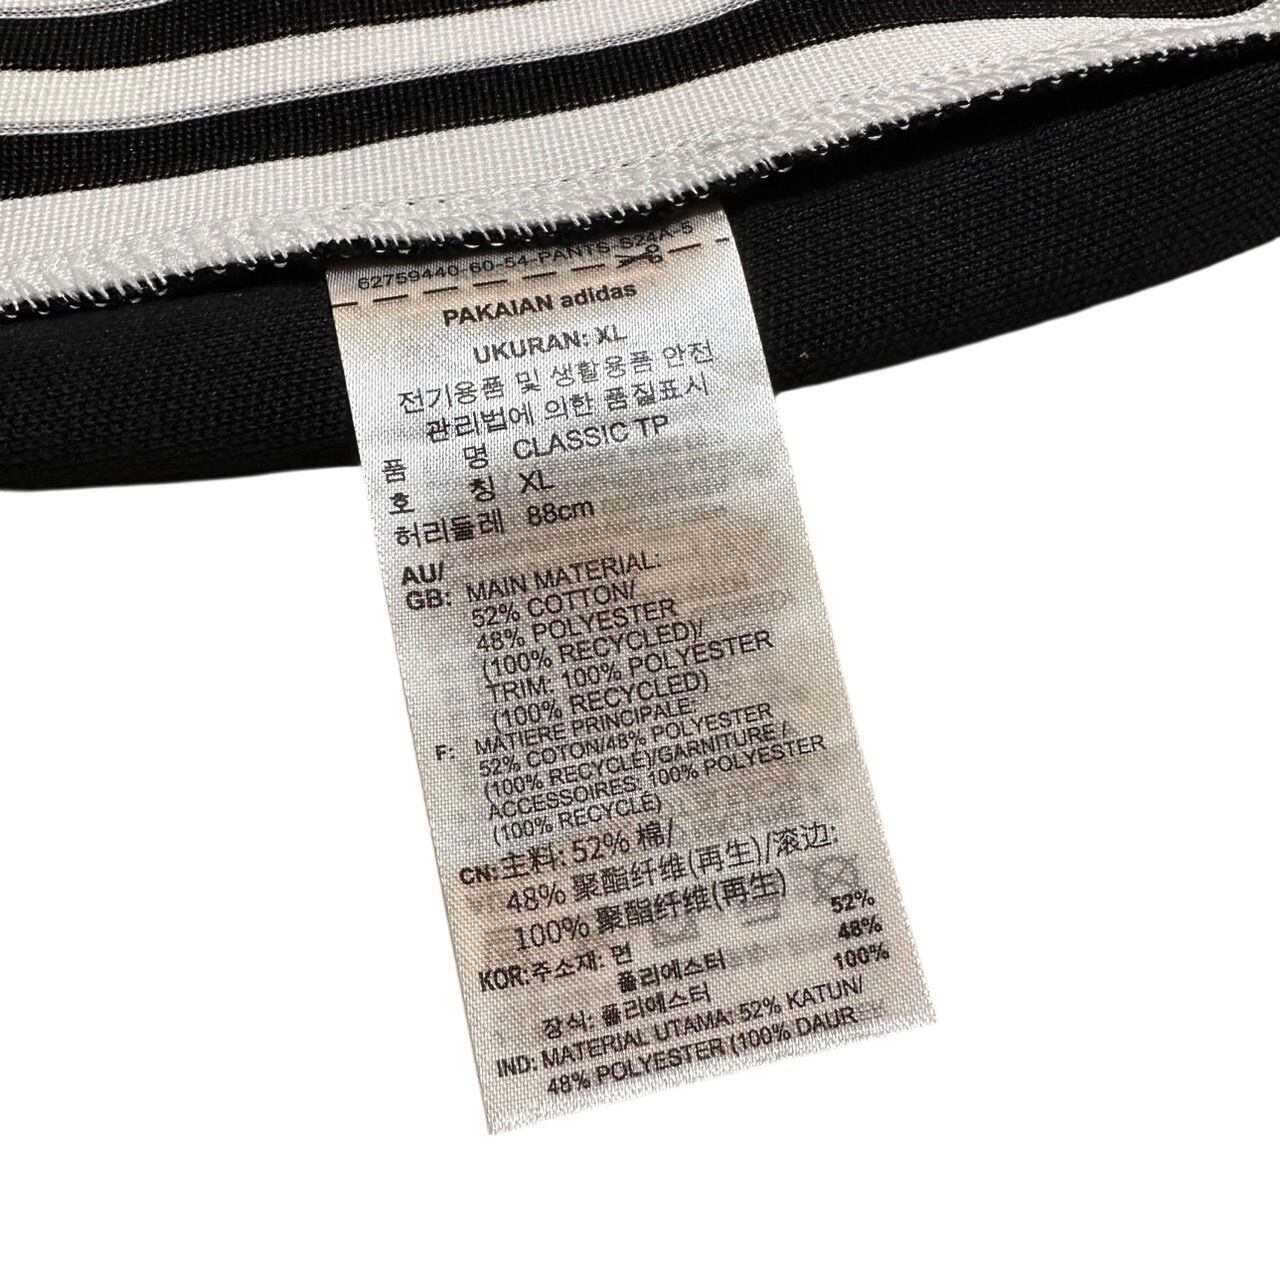 62759440-60-54-PANTS
PAKAIAN adidas
UKURAN: XL
전기용품 및 생활용품 안전
관리법에 의한 품질표시
품 명 CLASSIC TP
호 칭 XL
허리둘레 88cm
AU/
GB: MAIN MATERIAL:
52% COTTON/
48% POLYESTER
(100% RECYCLED)/
TRIM: 100% POLYESTER
(100% RECYCLED)
F: MATIERE PRINCIPALE:
52% COTON/48% POLYESTER
(100% RECYCLÉ)/GARNITURE /
ACCESSOIRES: 100% POLYESTER
(100% RECYCLÉ)
CN: 主料: 52% 棉/
48% 聚酯纤维(再生)/滚边:
100% 聚酯纤维(再生)
KOR: 주소재: 면 52%
폴리에스터 48%
장식: 폴리에스터 100%
IND: MATERIAL UTAMA: 52% KATUN/
48% POLYESTER (100% DAUR